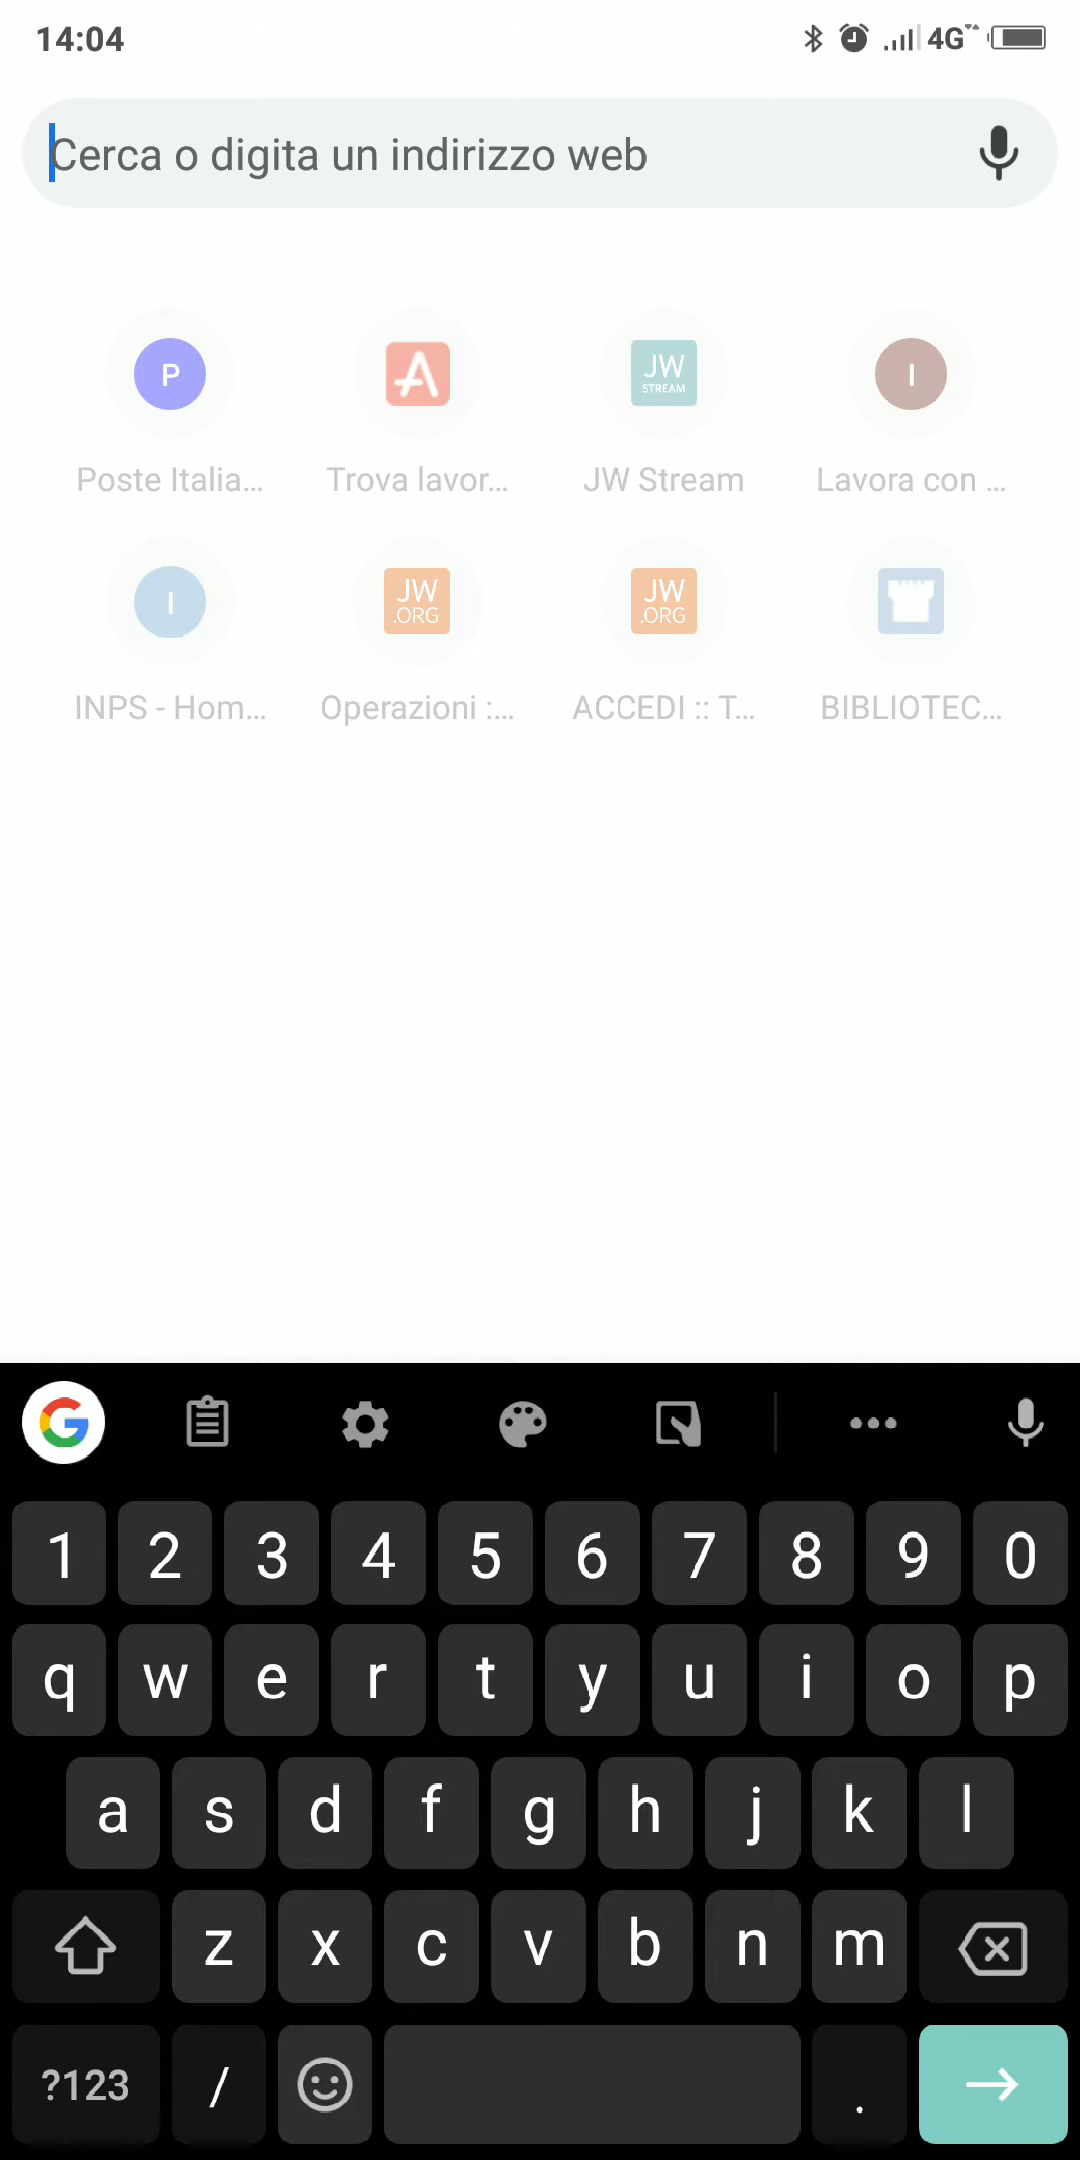 14:04 4G
Cerca o digita un indirizzo web
P A JW STREAM I
Poste Italia... Trova lavor... JW Stream Lavora con ...
I JW .ORG JW .ORG
INPS - Hom... Operazioni :... ACCEDI :: T... BIBLIOTEC...
G
1 2 3 4 5 6 7 8 9 0
q w e r t y u i o p
a s d f g h j k l
z x c v b n m
?123 / .